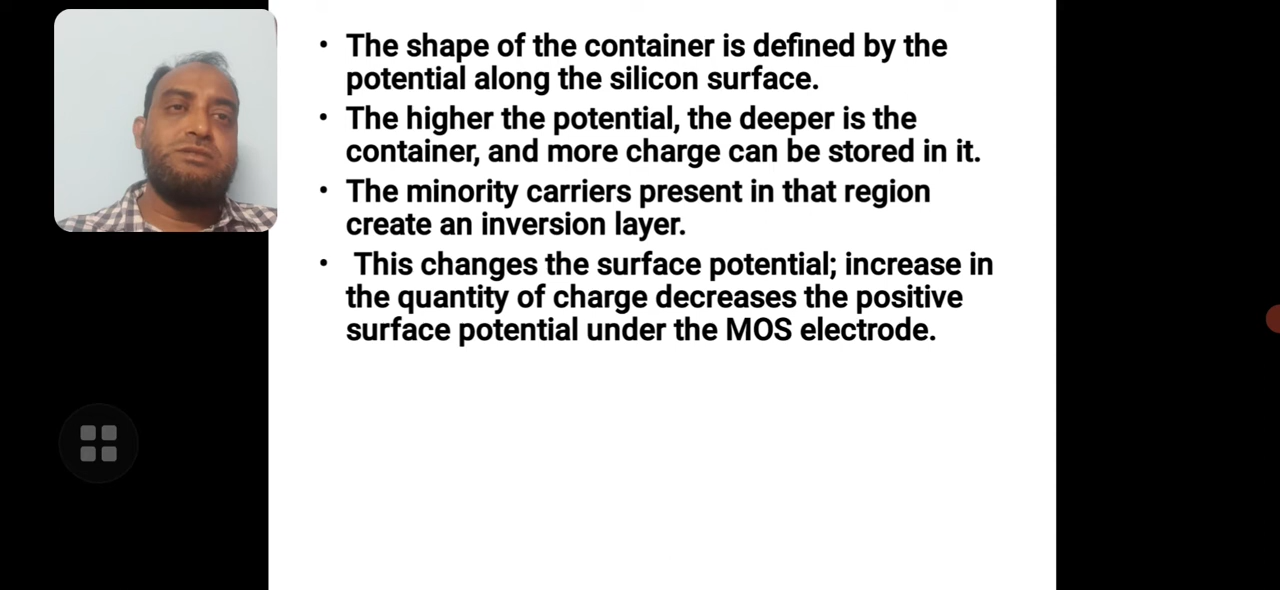 • The shape of the container is defined by the
potential along the silicon surface.
• The higher the potential, the deeper is the
container, and more charge can be stored in it.
• The minority carriers present in that region
create an inversion layer.
• This changes the surface potential; increase in
the quantity of charge decreases the positive
surface potential under the MOS electrode.